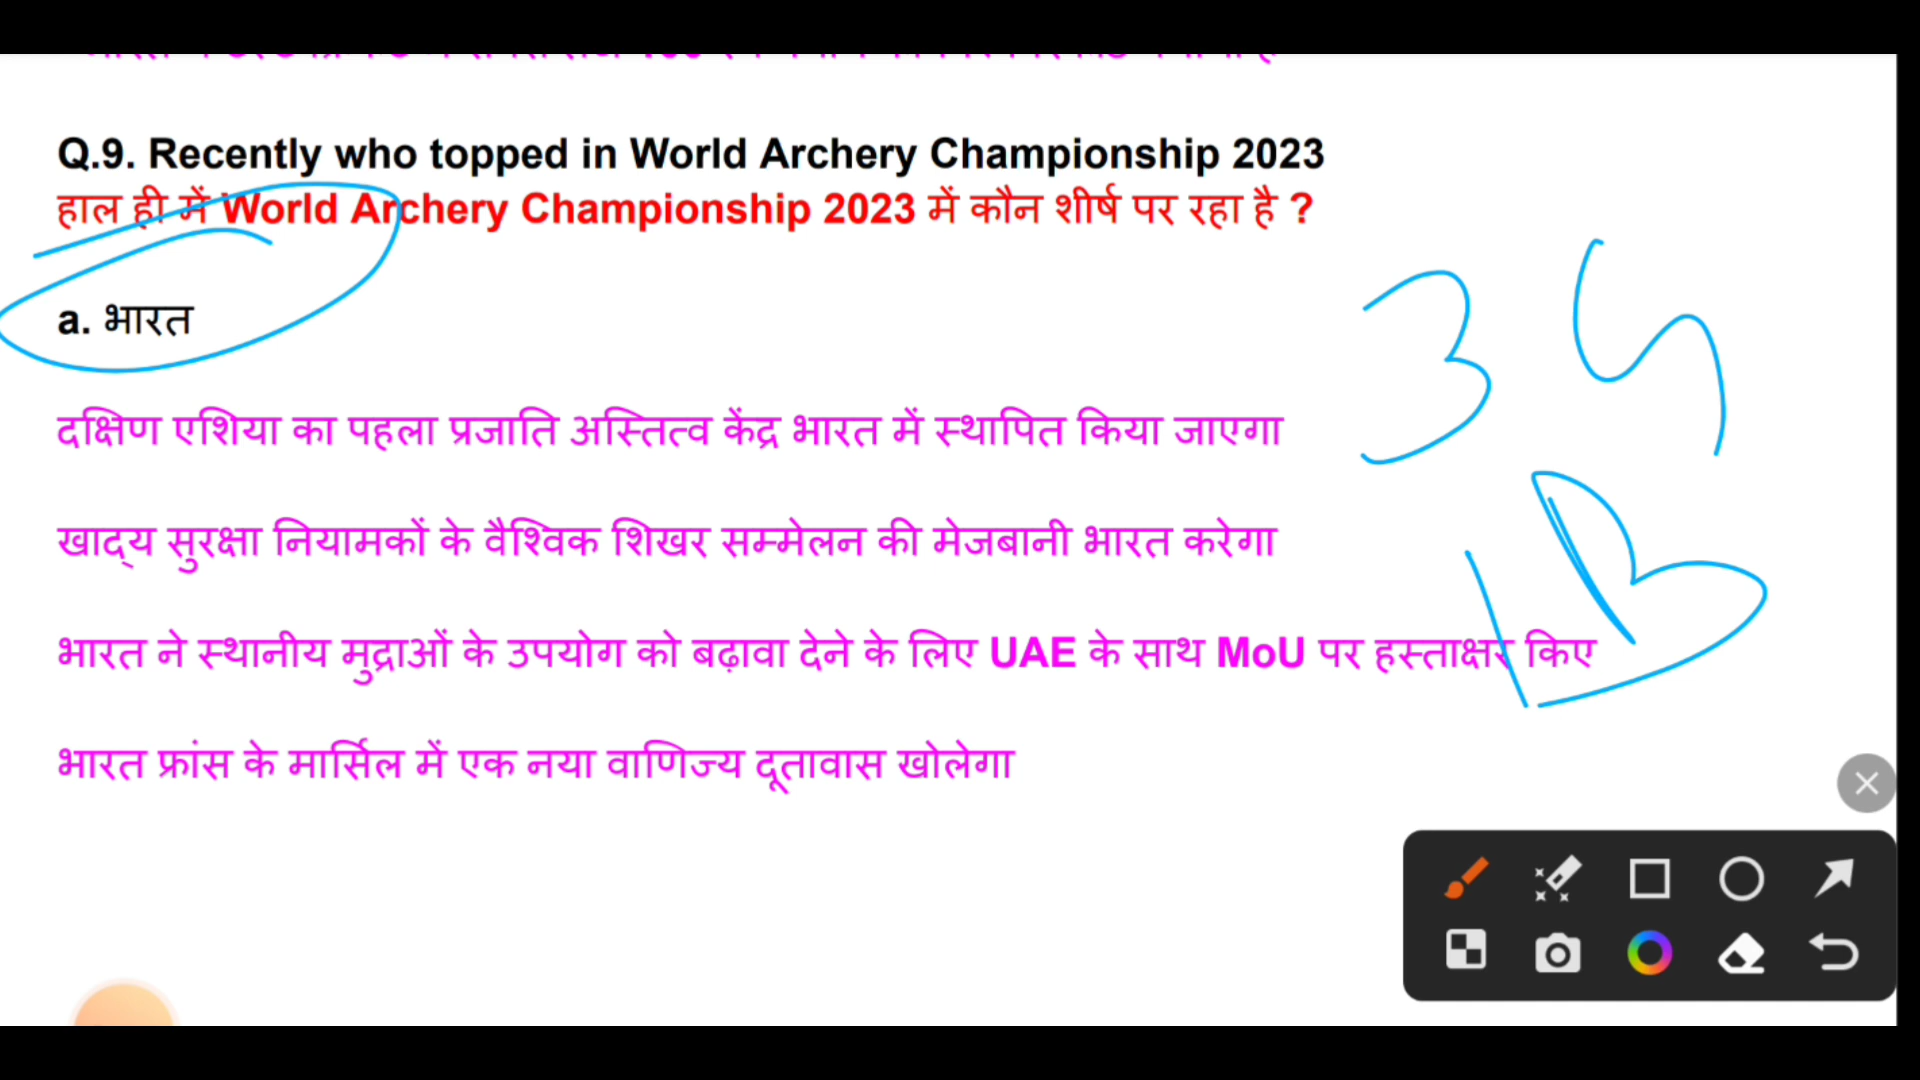 Q.9. Recently who topped in World Archery Championship 2023
हाल ही में World Archery Championship 2023 में कौन शीर्ष पर रहा है ?
a. भारत
3 G
1B
दक्षिण एशिया का पहला प्रजाति अस्तित्व केंद्र भारत में स्थापित किया जाएगा
खाद्य सुरक्षा नियामकों के वैश्विक शिखर सम्मेलन की मेजबानी भारत करेगा
भारत ने स्थानीय मुद्राओं के उपयोग को बढ़ावा देने के लिए UAE के साथ MoU पर हस्ताक्षर किए
भारत फ्रांस के मार्सिल में एक नया वाणिज्य दूतावास खोलेगा